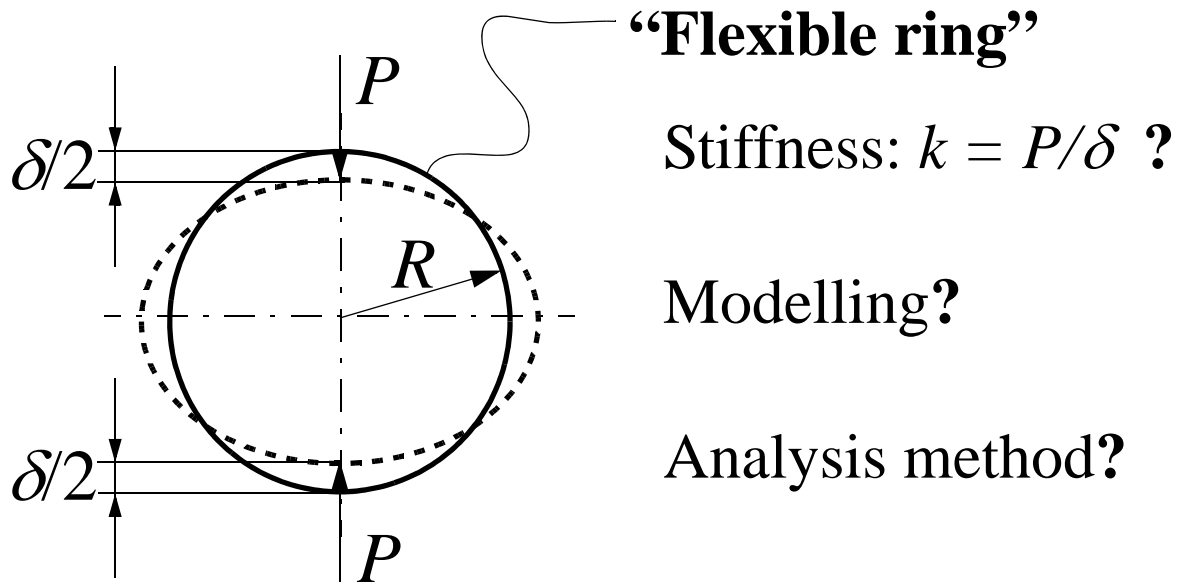 “Flexible ring”
P
δ/2
Stiffness: k = P/δ ?
R
Modelling?
δ/2
Analysis method?
P